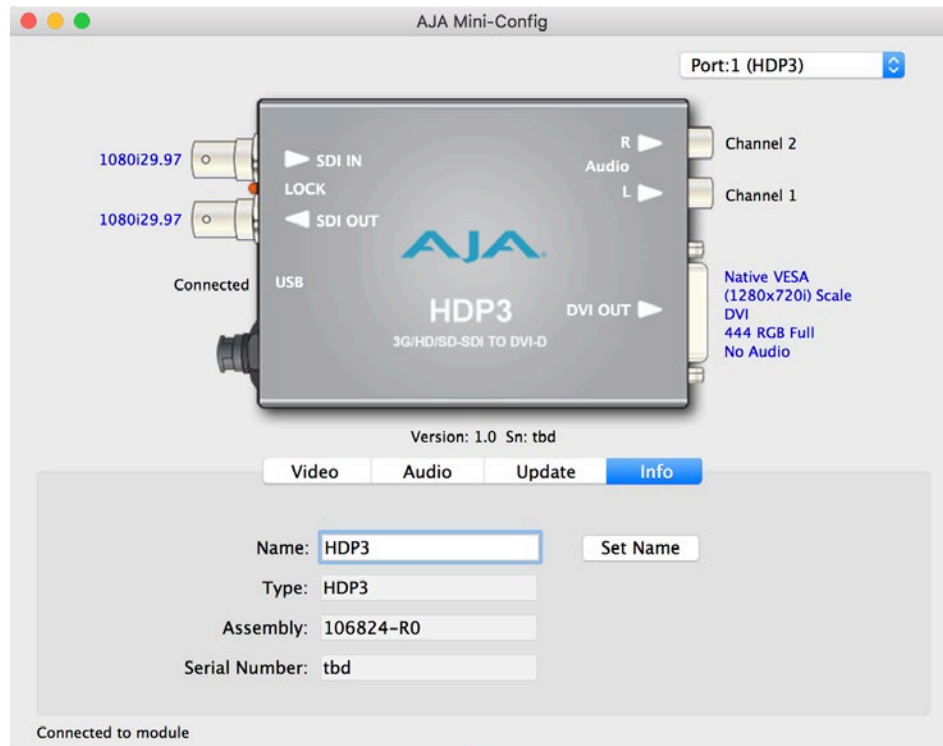 AJA Mini-Config
Port:1 (HDP3)
1080i29.97
SDI IN
R
Audio
Channel 2
LOCK
L
Channel 1
1080i29.97
SDI OUT
AJA
Connected
USB
HDP3
3G/HD/SD-SDI TO DVI-D
DVI OUT
Native VESA
(1280x720i) Scale
DVI
444 RGB Full
No Audio
Version: 1.0 Sn: tbd
Video Audio Update Info
Name: HDP3 Set Name
Type: HDP3
Assembly: 106824-R0
Serial Number: tbd
Connected to module